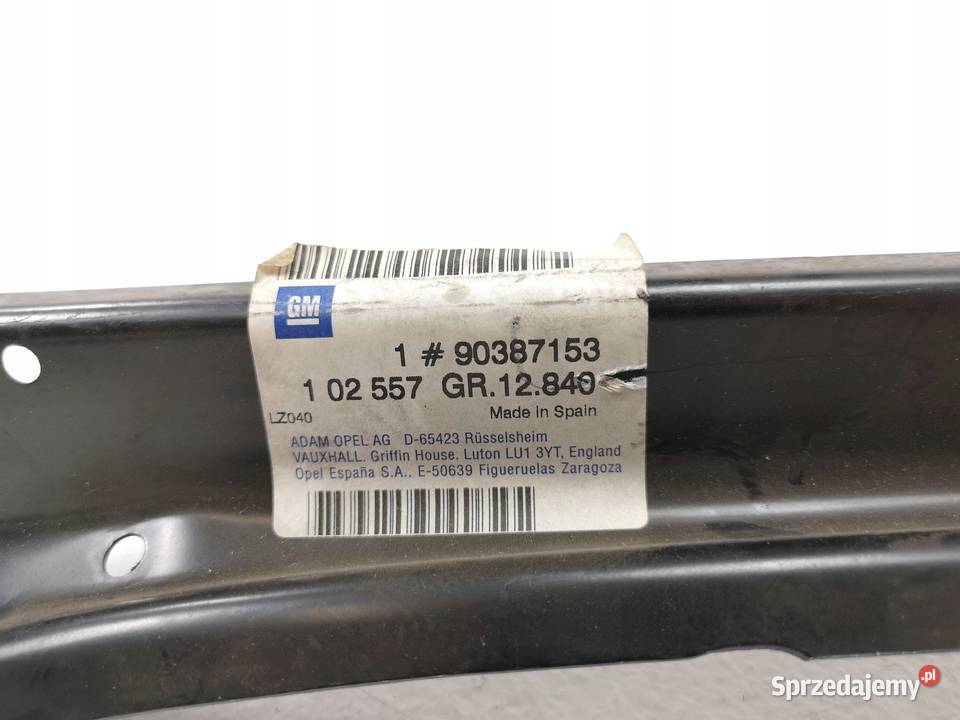 GM
1 # 90387153
1 02 557 GR.12.840
LZ040
Made in Spain
ADAM OPEL AG D-65423 Rüsselsheim
VAUXHALL. Griffin House. Luton LU1 3YT, England
Opel España S.A.. E-50639 Figueruelas Zaragoza
Sprzedajemy.pl